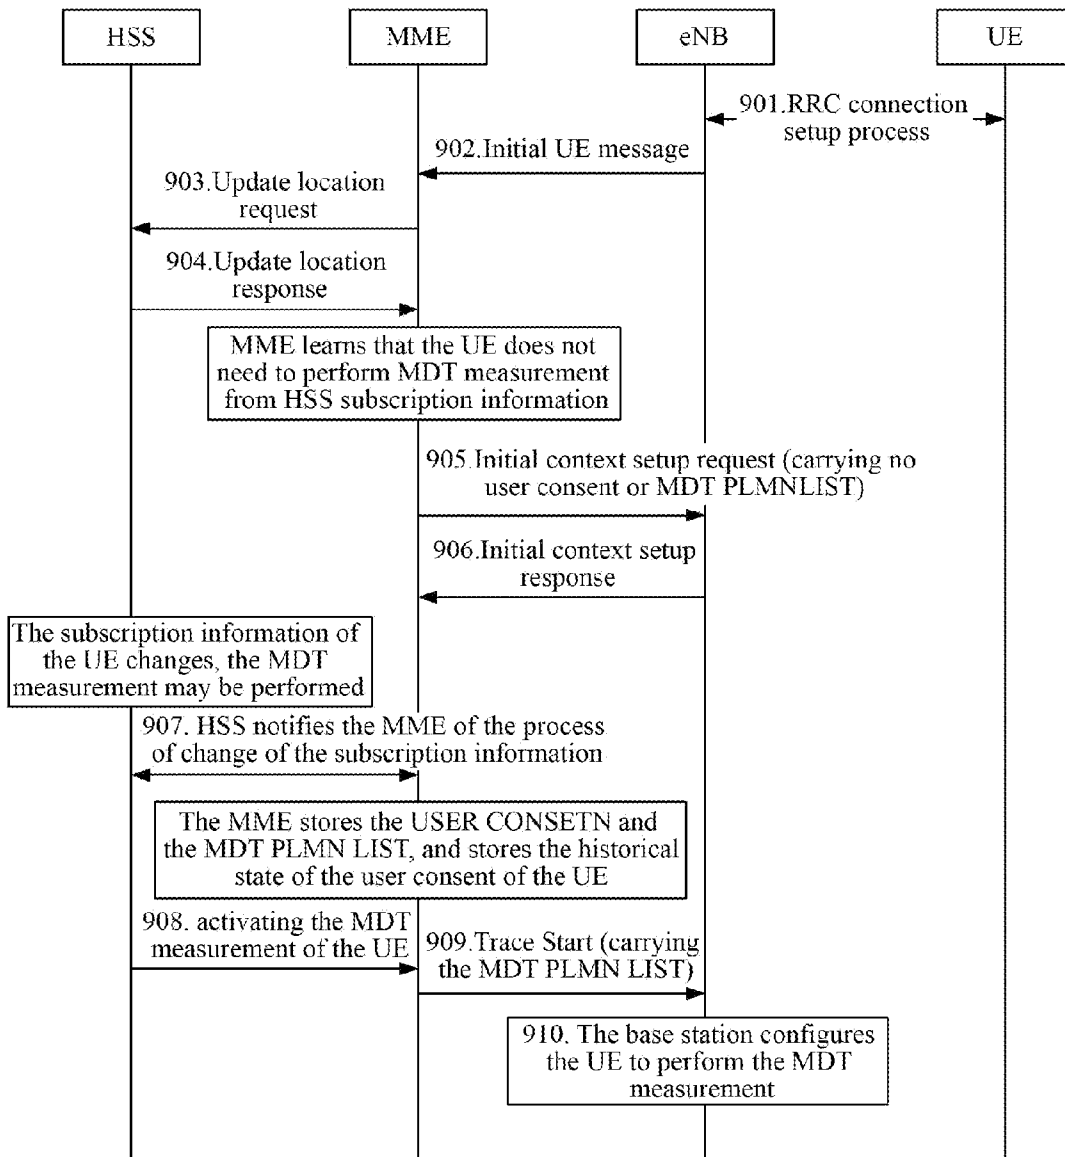 HSS
MME
eNB
UE
901.RRC connection
setup process
902.Initial UE message
903.Update location
request
904.Update location
response
MME learns that the UE does not
need to perform MDT measurement
from HSS subscription information
905.Initial context setup request (carrying no
user consent or MDT PLMNLIST)
906.Initial context setup
response
The subscription information of
the UE changes, the MDT
measurement may be performed
907. HSS notifies the MME of the process
of change of the subscription information
The MME stores the USER CONSETN and
the MDT PLMN LIST, and stores the historical
state of the user consent of the UE
908. activating the MDT
measurement of the UE
909.Trace Start (carrying
the MDT PLMN LIST)
910. The base station configures
the UE to perform the MDT
measurement